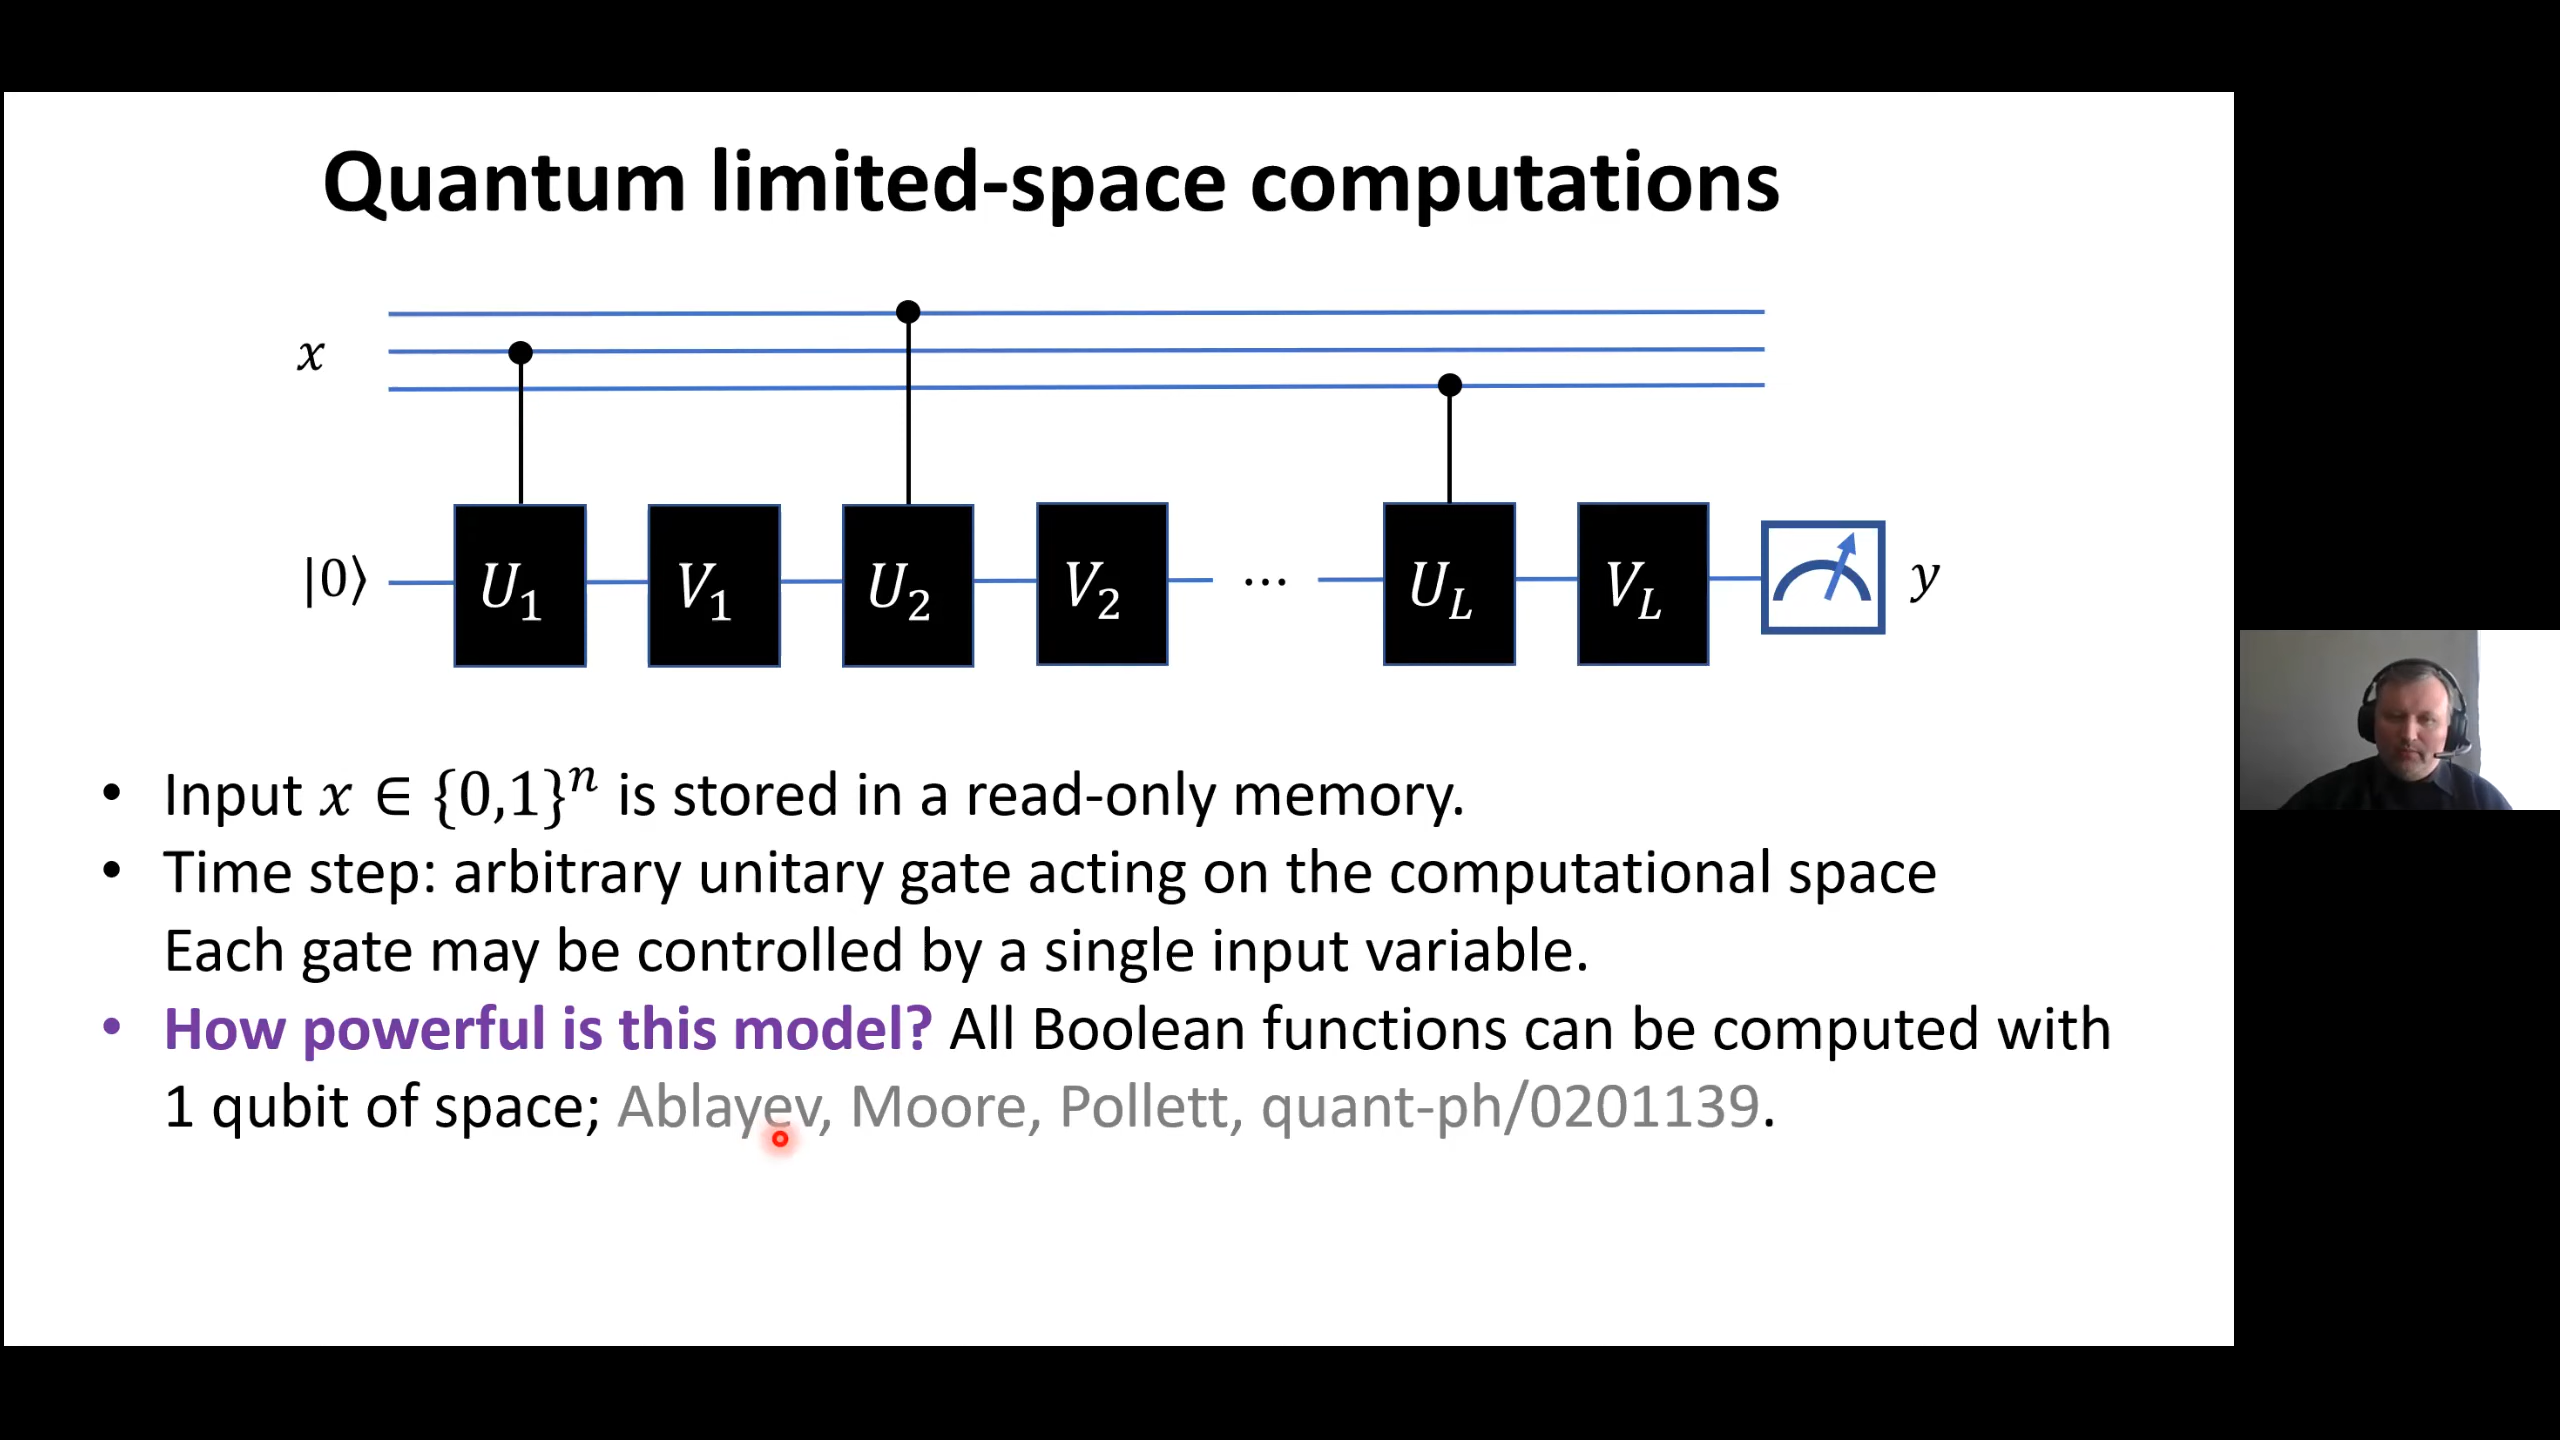 Quantum limited-space computations
x
|0⟩ U₁ V₁ U₂ V₂ ⋯ U_L V_L y
• Input x ∈ {0,1}ⁿ is stored in a read-only memory.
• Time step: arbitrary unitary gate acting on the computational space
Each gate may be controlled by a single input variable.
• How powerful is this model? All Boolean functions can be computed with
1 qubit of space; Ablayev, Moore, Pollett, quant-ph/0201139.